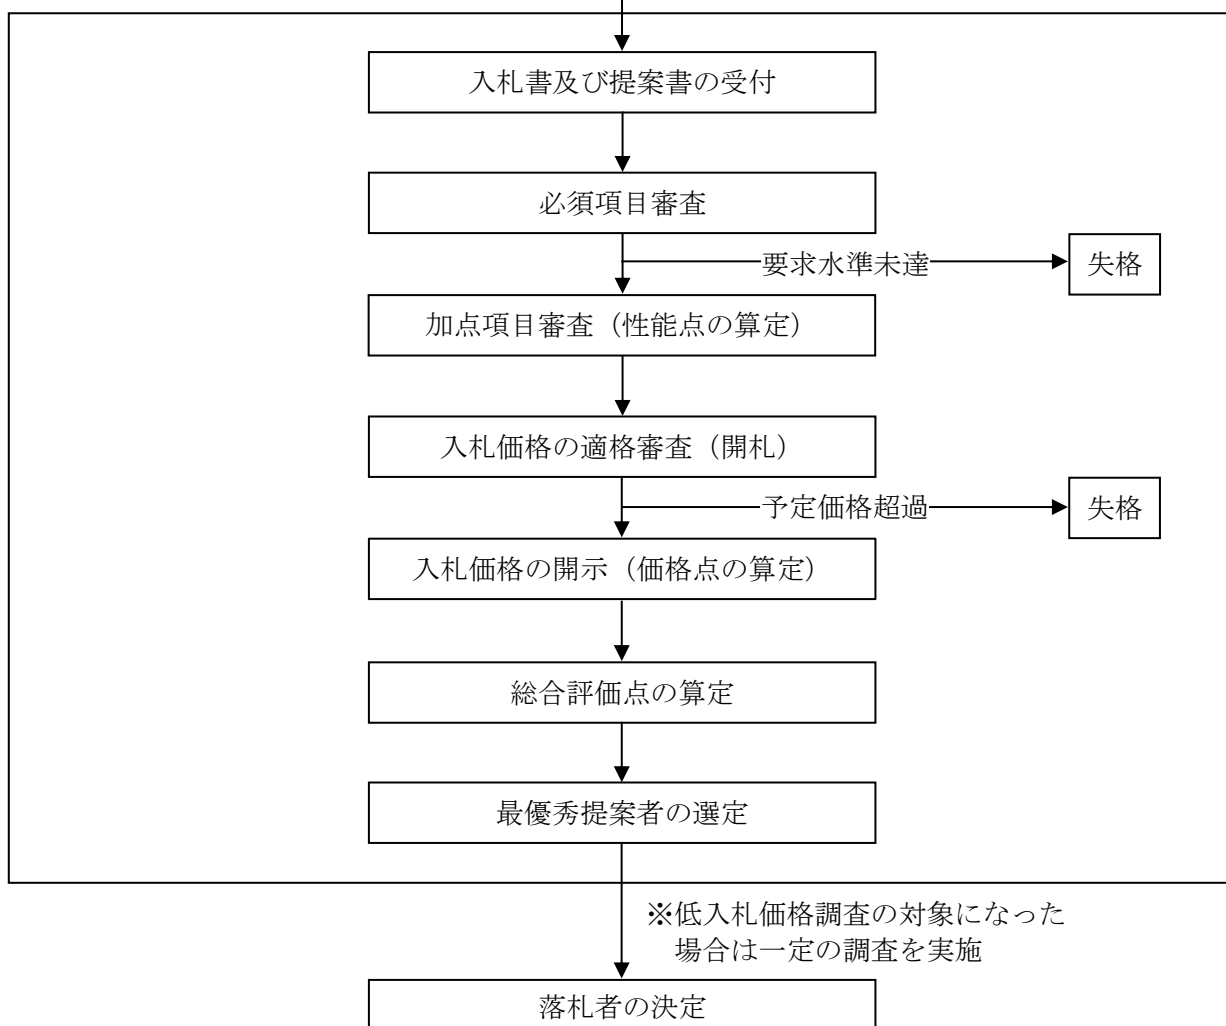 入札書及び提案書の受付
必須項目審査
要求水準未達
失格
加点項目審査（性能点の算定）
入札価格の適格審査（開札）
予定価格超過
失格
入札価格の開示（価格点の算定）
総合評価点の算定
最優秀提案者の選定
※低入札価格調査の対象になった
場合は一定の調査を実施
落札者の決定